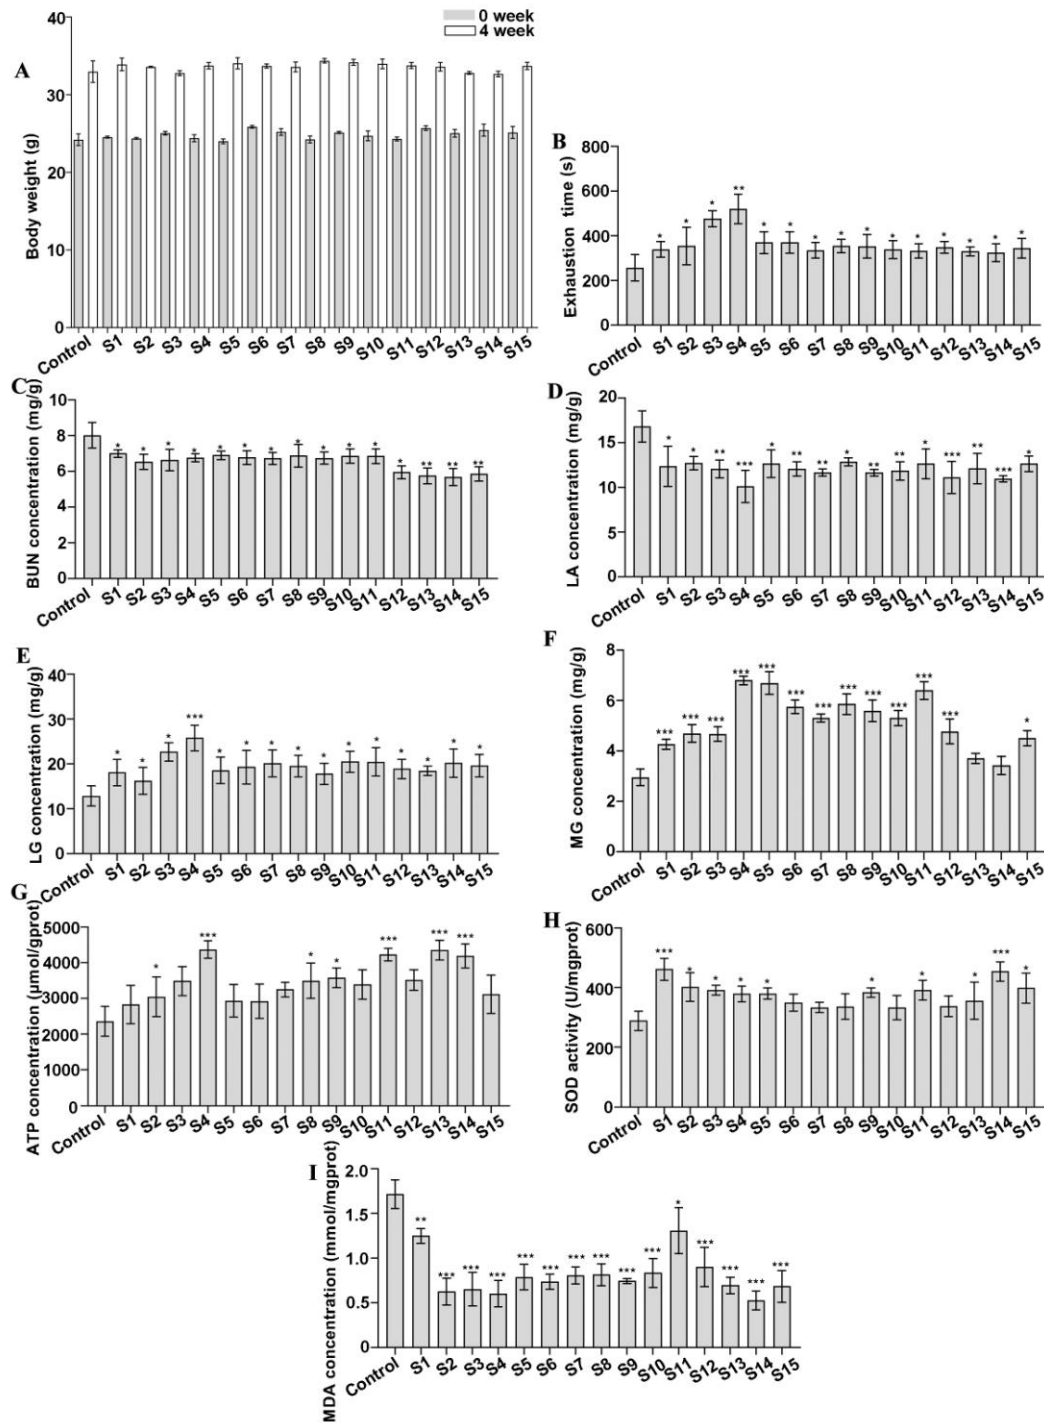 0 week
4 week
A
Body weight (g)
40
30
20
10
0
Control S1 S2 S3 S4 S5 S6 S7 S8 S9 S10 S11 S12 S13 S14 S15
B
Exhaustion time (s)
800
600
400
200
0
* * * ** * * * * * * * * * * *
Control S1 S2 S3 S4 S5 S6 S7 S8 S9 S10 S11 S12 S13 S14 S15
C
BUN concentration (mg/g)
10
8
6
4
2
0
* * * * * * * * * * * * ** ** **
Control S1 S2 S3 S4 S5 S6 S7 S8 S9 S10 S11 S12 S13 S14 S15
D
LA concentration (mg/g)
20
15
10
5
0
* * ** *** * ** ** * ** ** * *** ** *** *
Control S1 S2 S3 S4 S5 S6 S7 S8 S9 S10 S11 S12 S13 S14 S15
E
LG concentration (mg/g)
40
30
20
10
0
* * * *** * * * * * * * * * * *
Control S1 S2 S3 S4 S5 S6 S7 S8 S9 S10 S11 S12 S13 S14 S15
F
MG concentration (mg/g)
8
6
4
2
0
*** *** *** *** *** *** *** *** *** *** *** *** *
Control S1 S2 S3 S4 S5 S6 S7 S8 S9 S10 S11 S12 S13 S14 S15
G
ATP concentration (μmol/gprot)
5000
4000
3000
2000
1000
0
* *** * * *** *** ***
Control S1 S2 S3 S4 S5 S6 S7 S8 S9 S10 S11 S12 S13 S14 S15
H
SOD activity (U/mgprot)
600
400
200
0
*** * * * * * * * *** *
Control S1 S2 S3 S4 S5 S6 S7 S8 S9 S10 S11 S12 S13 S14 S15
I
MDA concentration (mmol/mgprot)
2.0
1.5
1.0
0.5
0
** *** *** *** *** *** *** *** *** *** * *** *** *** ***
Control S1 S2 S3 S4 S5 S6 S7 S8 S9 S10 S11 S12 S13 S14 S15